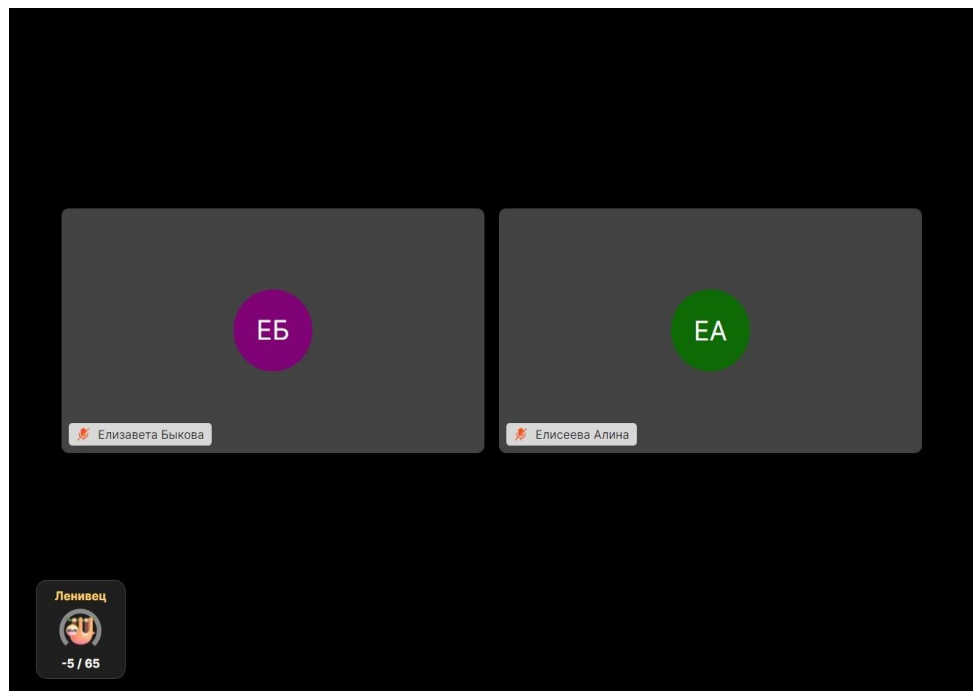 ЕБ
ЕА
Елизавета Быкова
Елисеева Алина
Ленивец
-5 / 65